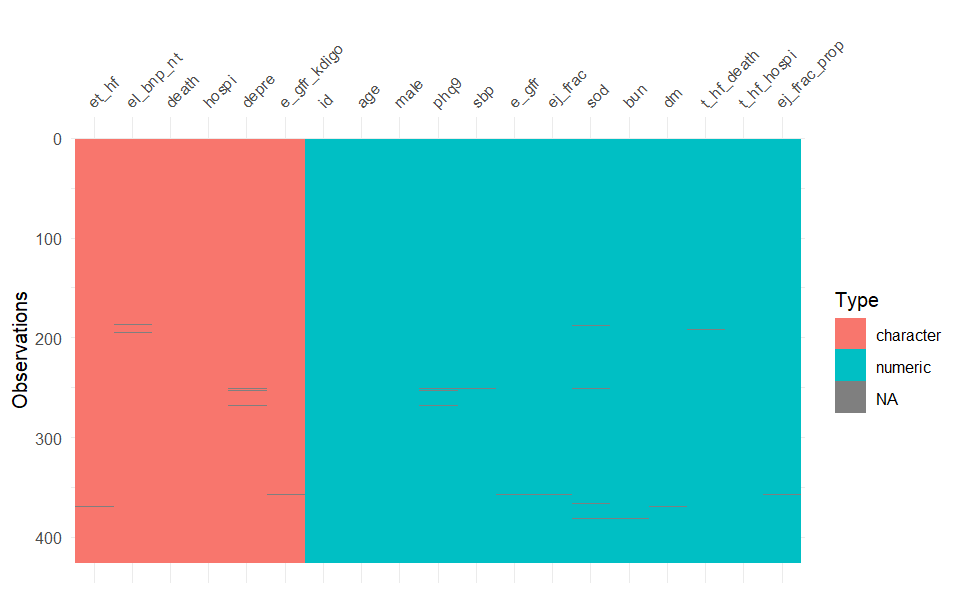 et_hf
el_bnp_nt
death
hospi
depre
e_gfr_kdigo
id
age
male
phq9
sbp
e_gfr
ej_frac
sod
bun
dm
t_hf_death
t_hf_hospi
ej_frac_prop
0
100
200
300
400
Observations
Type
character
numeric
NA